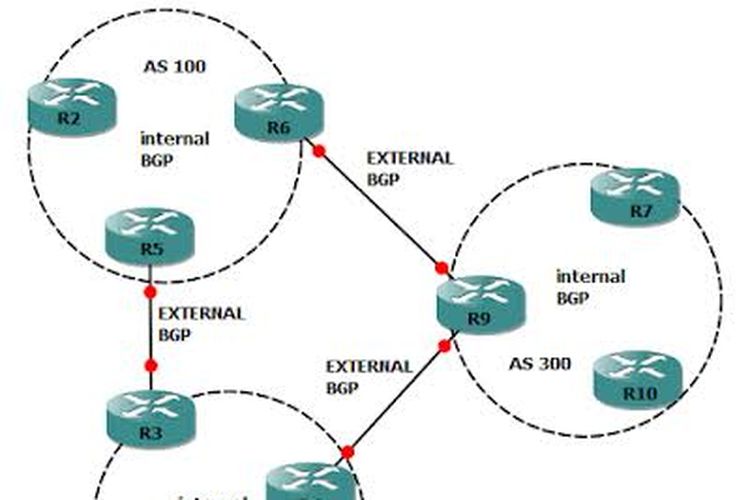 AS 100
R2
R6
internal
BGP
EXTERNAL
BGP
R7
R5
internal
BGP
EXTERNAL
BGP
R9
EXTERNAL
BGP
AS 300
R10
R3